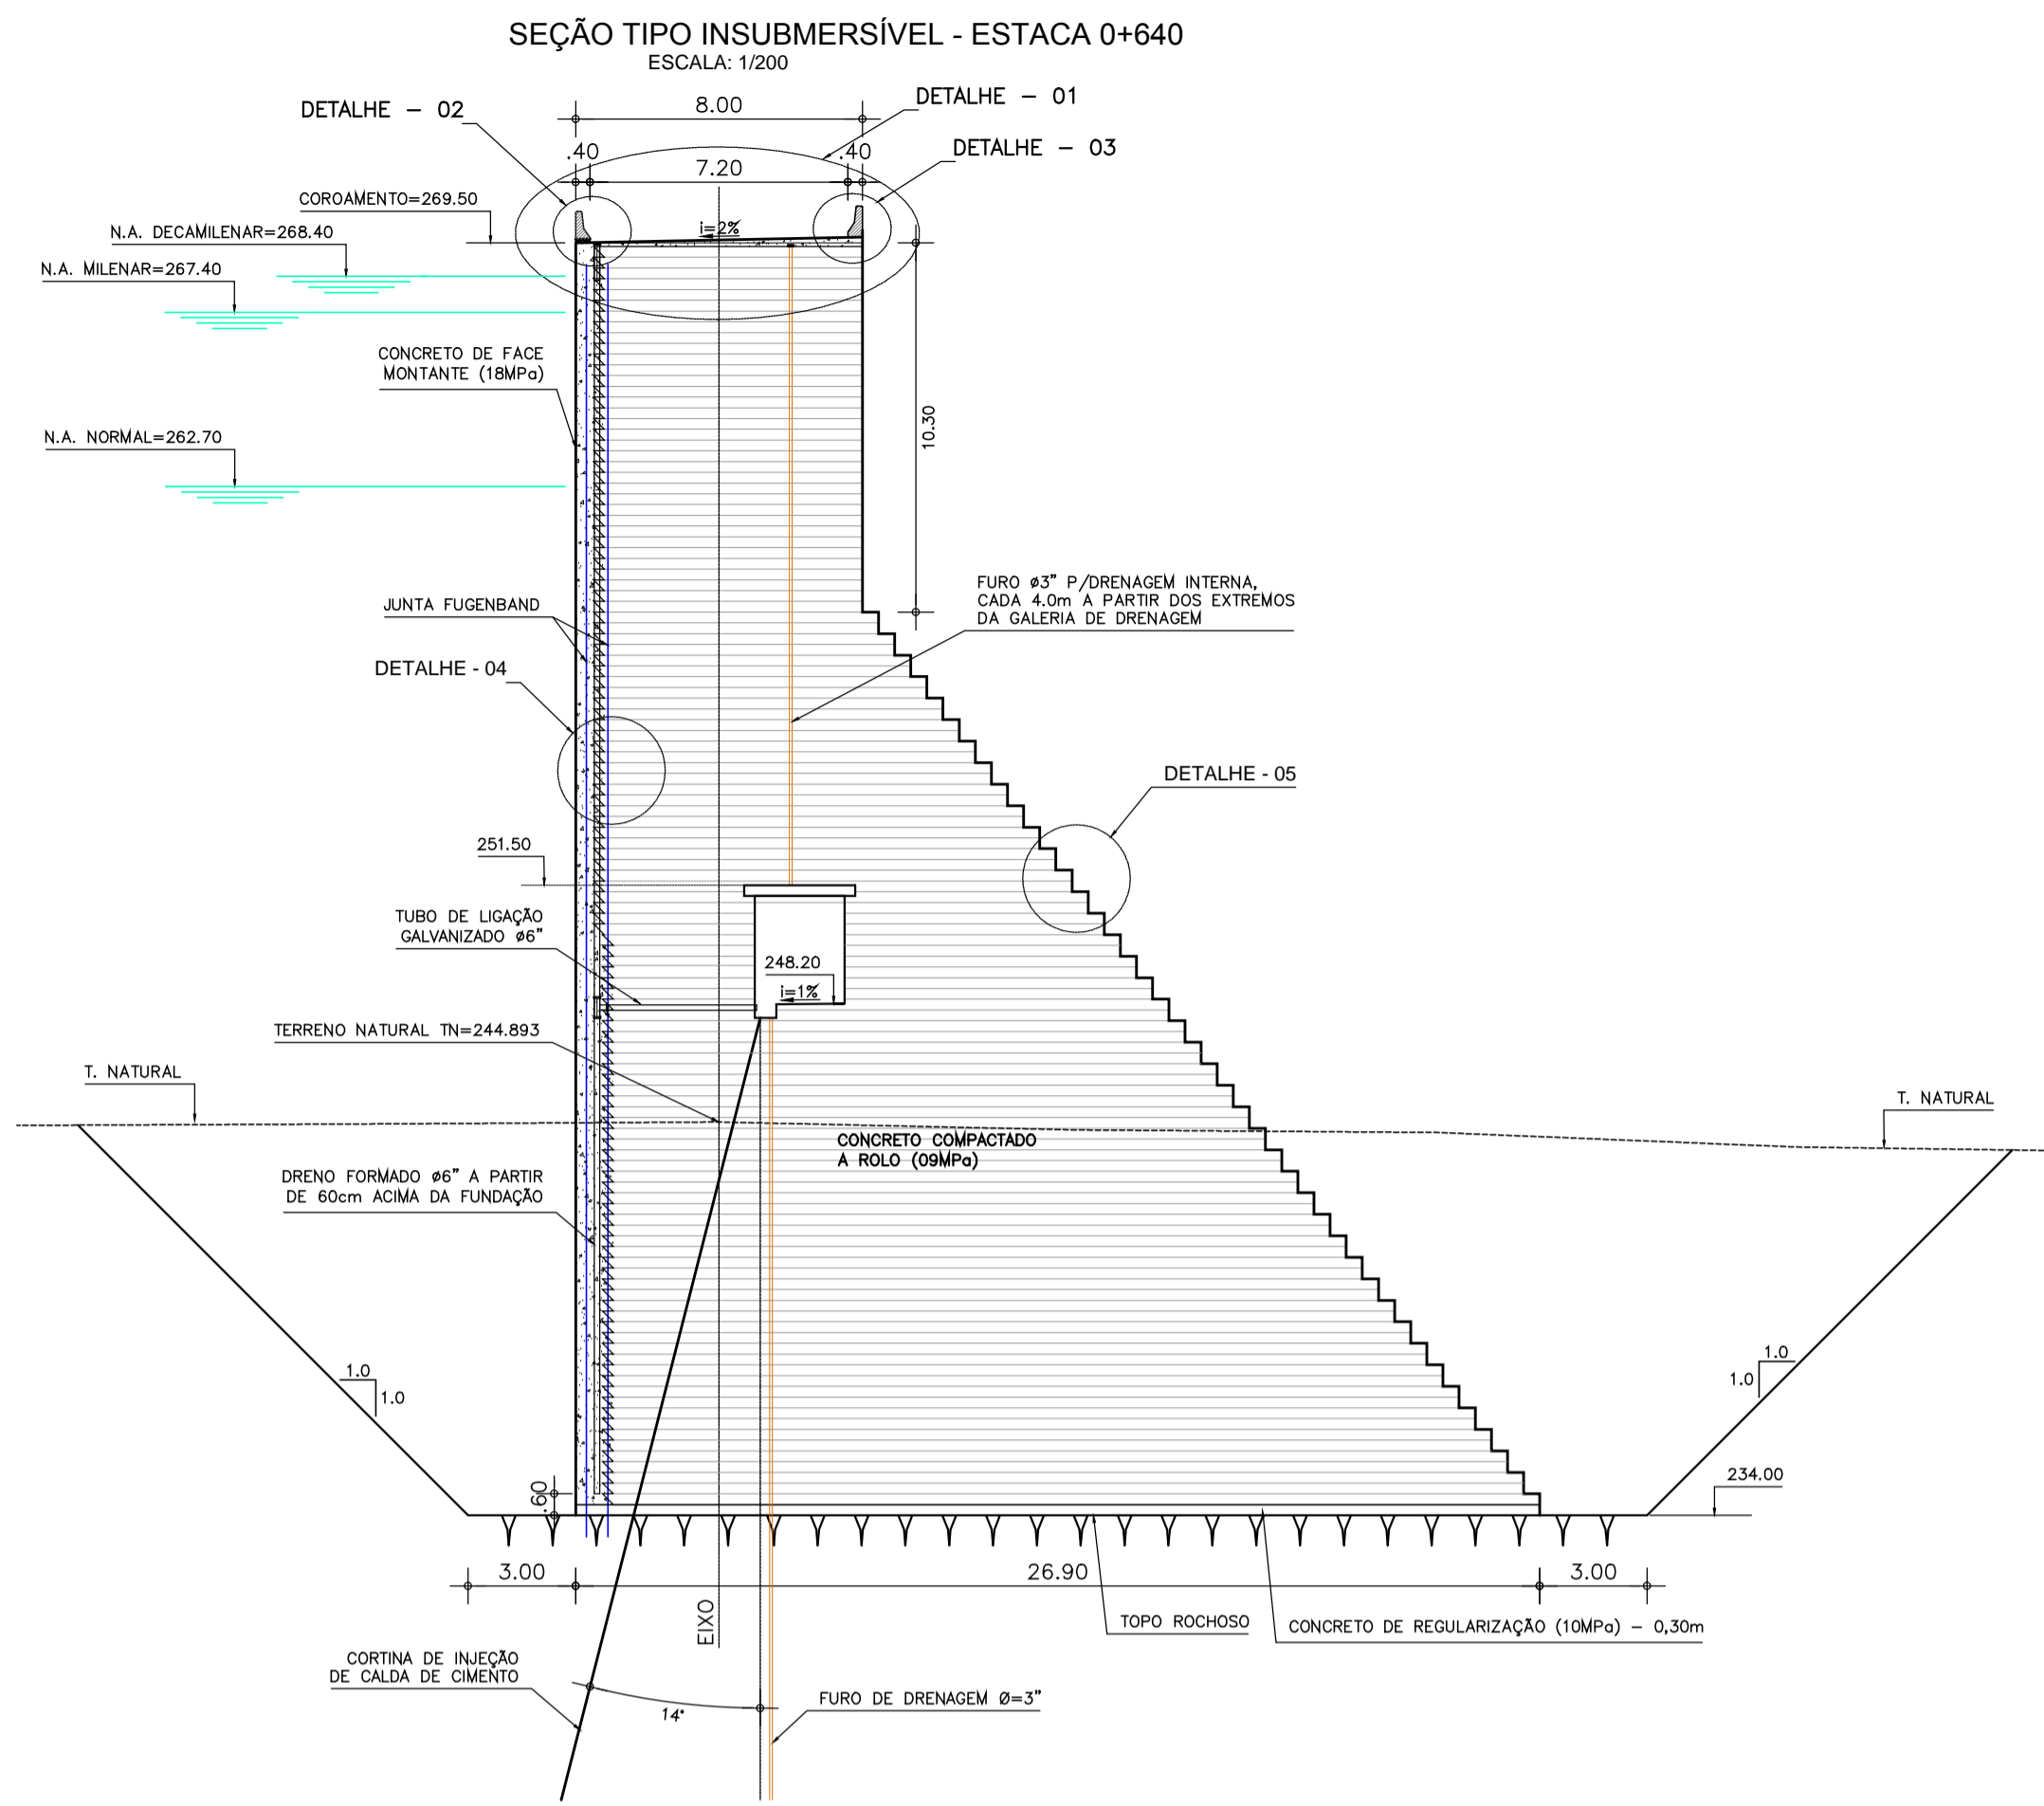 SEÇÃO TIPO INSUBMERSÍVEL - ESTACA 0+640
ESCALA: 1/200
DETALHE - 02
8.00
DETALHE - 01
.40
7.20
.40
DETALHE - 03
COROAMENTO=269.50
i=2%
N.A. DECAMILENAR=268.40
N.A. MILENAR=267.40
CONCRETO DE FACE
MONTANTE (18MPa)
10.30
N.A. NORMAL=262.70
FURO ø3" P/DRENAGEM INTERNA,
CADA 4.0m A PARTIR DOS EXTREMOS
DA GALERIA DE DRENAGEM
JUNTA FUGENBAND
DETALHE - 04
DETALHE - 05
251.50
TUBO DE LIGAÇÃO
GALVANIZADO ø6"
248.20
i=1%
TERRENO NATURAL TN=244.893
T. NATURAL
T. NATURAL
CONCRETO COMPACTADO
A ROLO (09MPa)
DRENO FORMADO ø6" A PARTIR
DE 60cm ACIMA DA FUNDAÇÃO
1.0
1.0
1.0
1.0
.60
234.00
3.00
26.90
3.00
EIXO
TOPO ROCHOSO
CONCRETO DE REGULARIZAÇÃO (10MPa) - 0,30m
CORTINA DE INJEÇÃO
DE CALDA DE CIMENTO
14°
FURO DE DRENAGEM Ø=3"